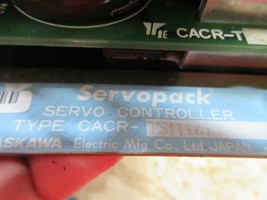 CACR-T
Servopack
SERVO CONTROLLER
TYPE CACR-
ASKAWA Electric Mfg Co. Ltd. JAPAN